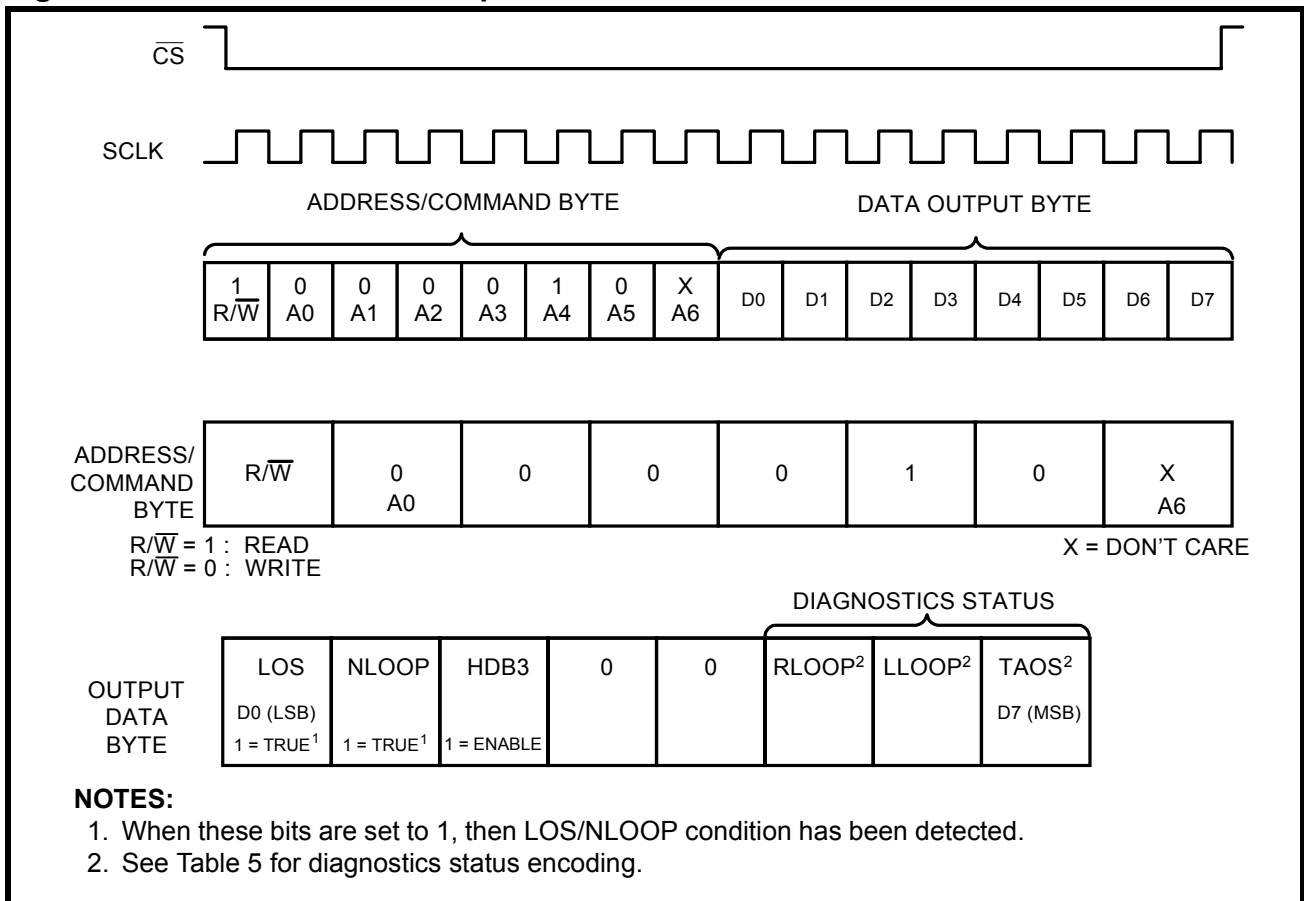 CS
SCLK
ADDRESS/COMMAND BYTE DATA OUTPUT BYTE
1 0 0 0 0 1 0 X
R/W A0 A1 A2 A3 A4 A5 A6 D0 D1 D2 D3 D4 D5 D6 D7
ADDRESS/
COMMAND
BYTE
R/W 0 0 0 0 1 0 X
A0 A6
R/W = 1 : READ
R/W = 0 : WRITE
X = DON'T CARE
DIAGNOSTICS STATUS
OUTPUT
DATA
BYTE
LOS NLOOP HDB3 0 0 RLOOP² LLOOP² TAOS²
D0 (LSB) D7 (MSB)
1 = TRUE¹ 1 = TRUE¹ 1 = ENABLE
NOTES:
1. When these bits are set to 1, then LOS/NLOOP condition has been detected.
2. See Table 5 for diagnostics status encoding.